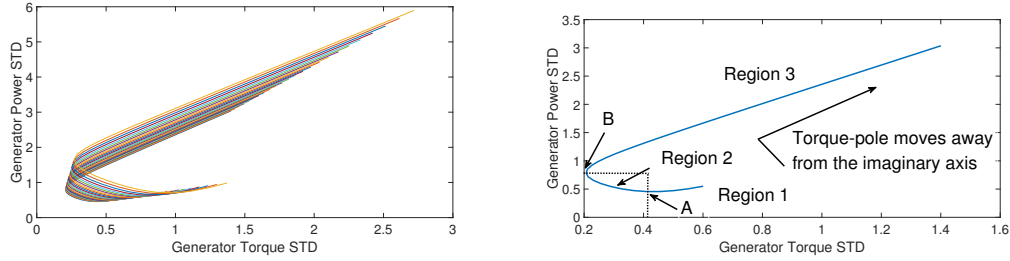 6
5
4
3
2
1
0
0
0.5
1
1.5
2
2.5
3
Generator Power STD
Generator Torque STD
3.5
3
2.5
2
1.5
1
0.5
0
0.2
0.4
0.6
0.8
1
1.2
1.4
1.6
Generator Power STD
Generator Torque STD
Region 3
B
Torque-pole moves away
from the imaginary axis
Region 2
Region 1
A